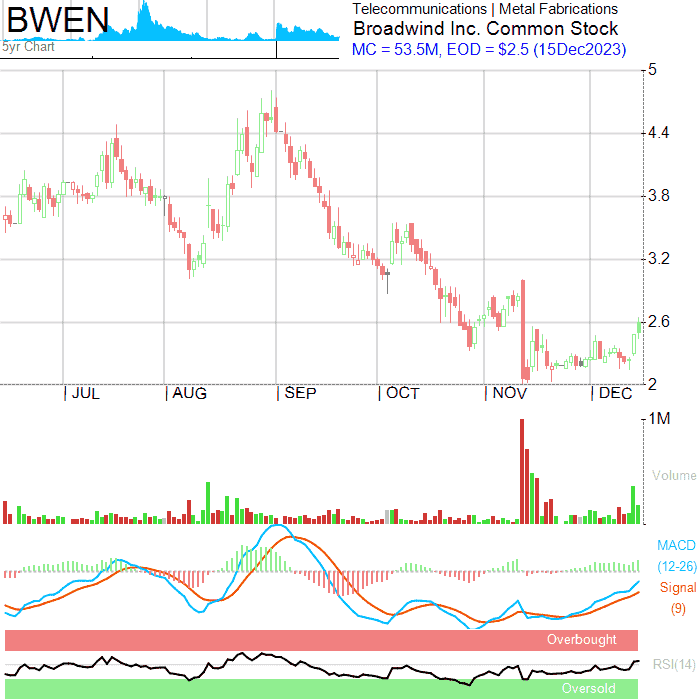 BWEN
5yr Chart
Telecommunications | Metal Fabrications
Broadwind Inc. Common Stock
MC = 53.5M, EOD = $2.5 (15Dec2023)
5
4.4
3.8
3.2
2.6
2
JUL AUG SEP OCT NOV DEC
1M
Volume
MACD
(12-26)
Signal
(9)
Overbought
RSI(14)
Oversold